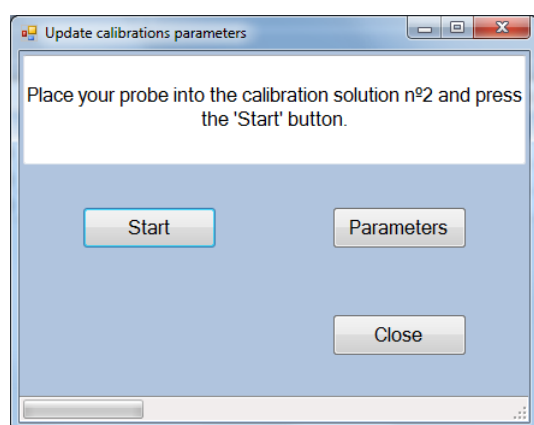 Update calibrations parameters
Place your probe into the calibration solution nº2 and press
the 'Start' button.
Start
Parameters
Close